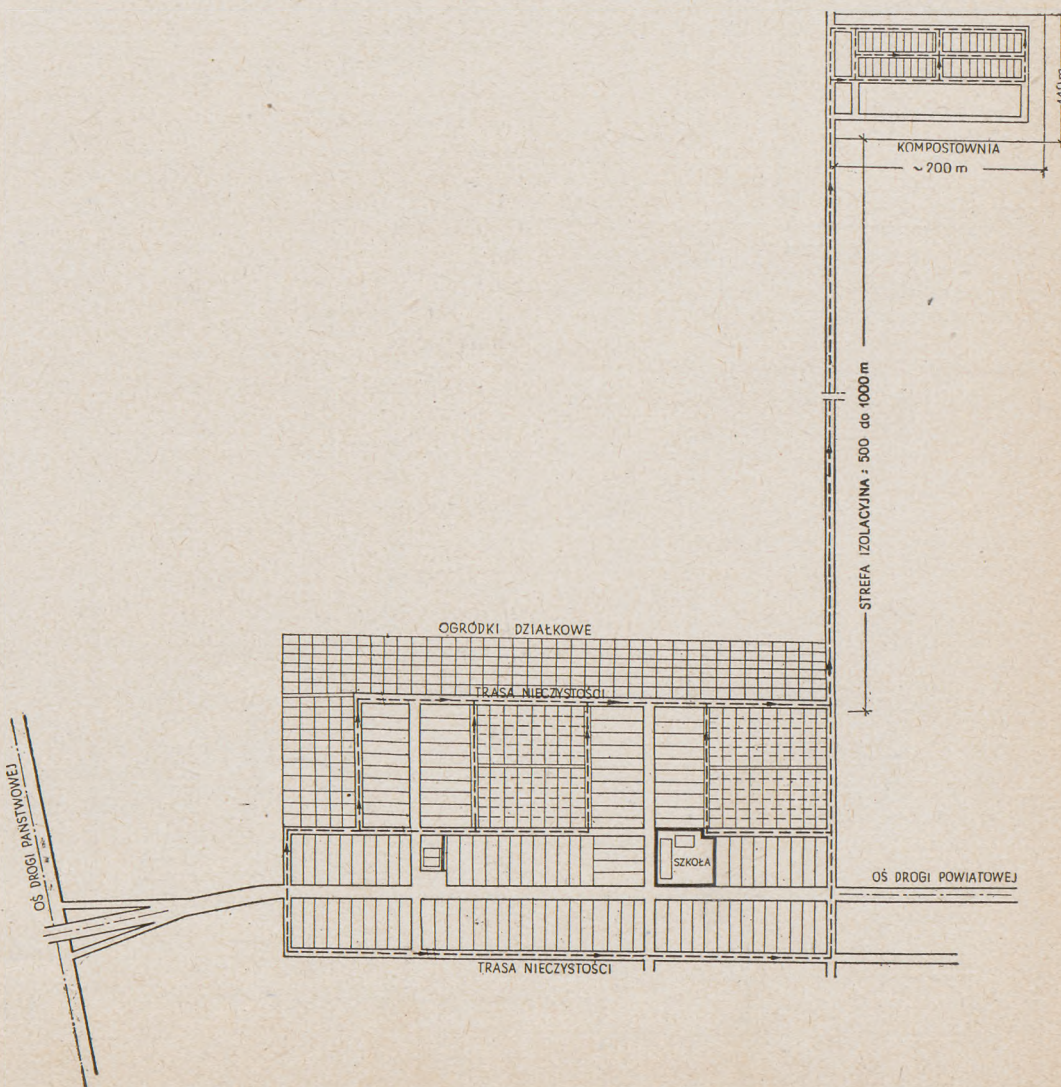 KOMPOSTOWNIA
~200 m
STREFA IZOLACYJNA : 500 do 1000 m
OGRÓDKI DZIAŁKOWE
TRASA NIECZYSTOŚCI
OŚ DROGI PAŃSTWOWEJ
SZKOŁA
OŚ DROGI POWIATOWEJ
TRASA NIECZYSTOŚCI